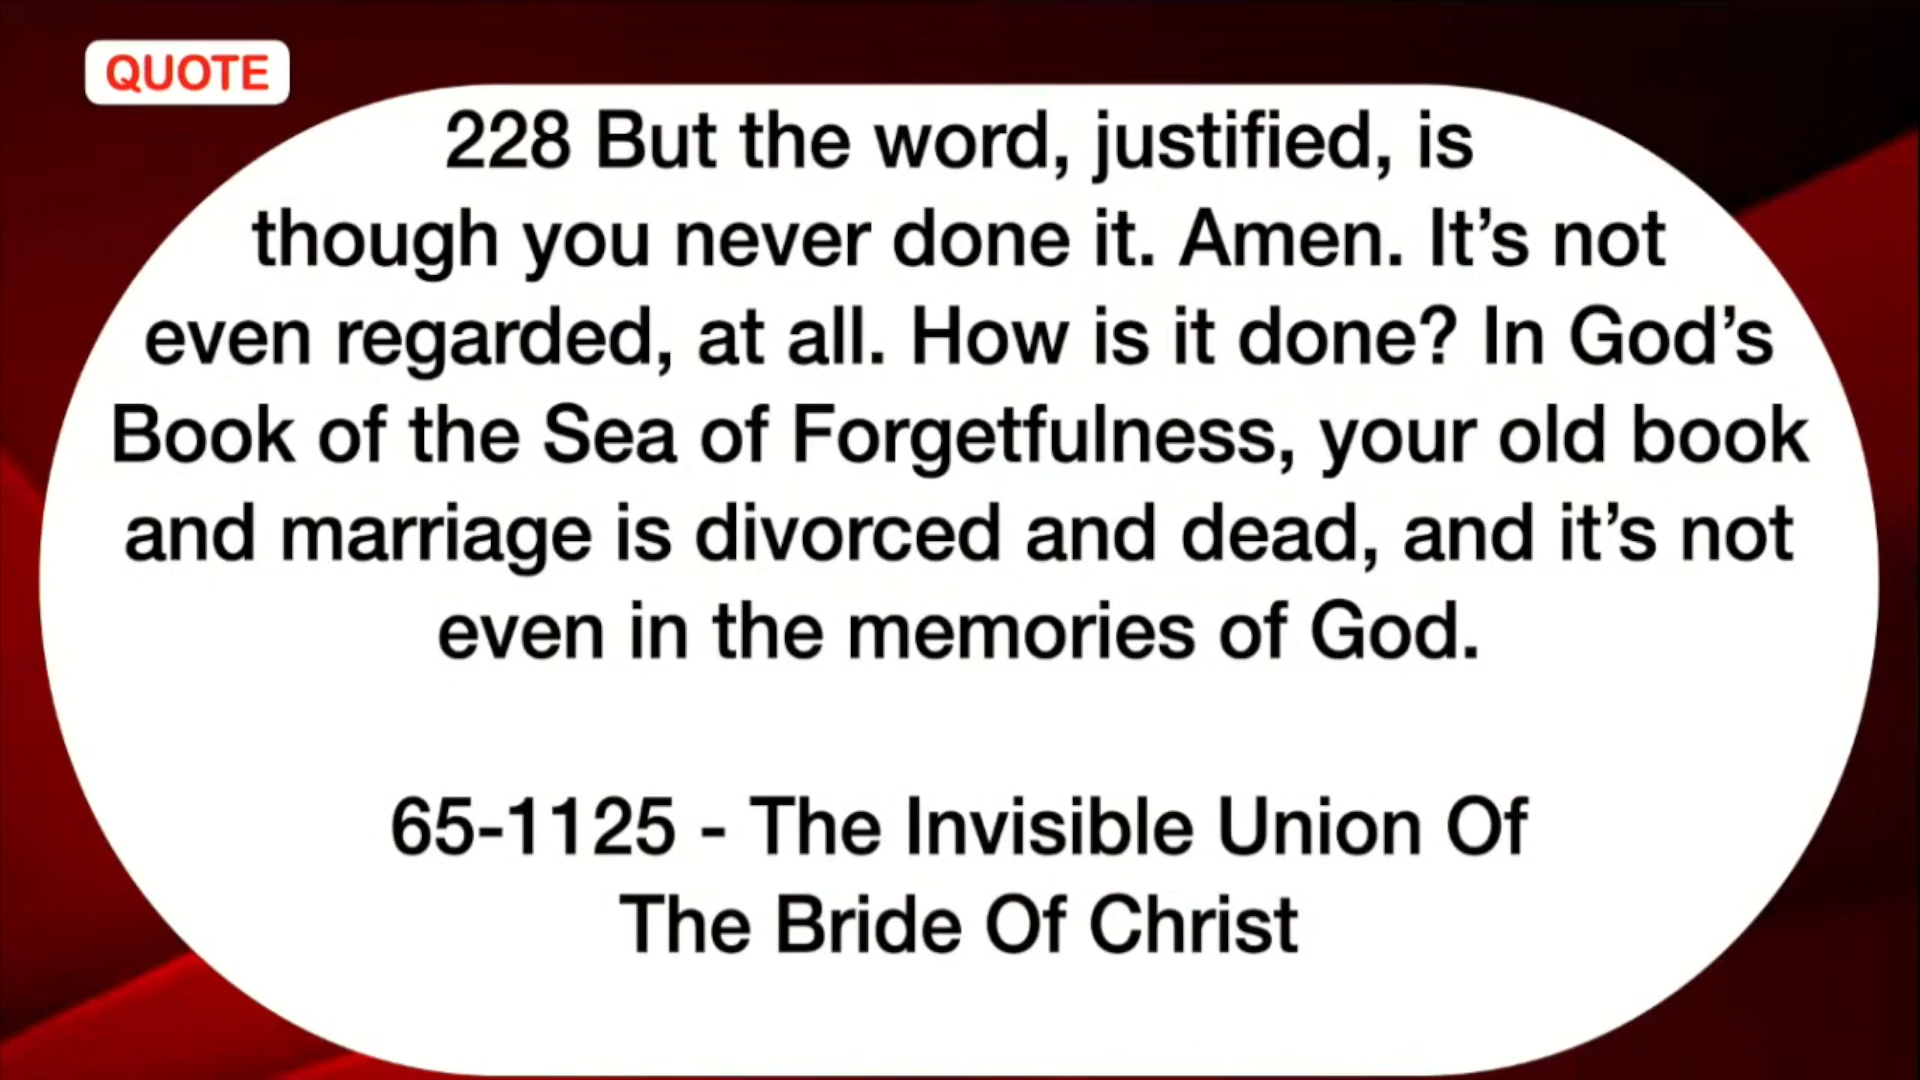 QUOTE
228 But the word, justified, is
though you never done it. Amen. It’s not
even regarded, at all. How is it done? In God’s
Book of the Sea of Forgetfulness, your old book
and marriage is divorced and dead, and it’s not
even in the memories of God.
65-1125 - The Invisible Union Of
The Bride Of Christ